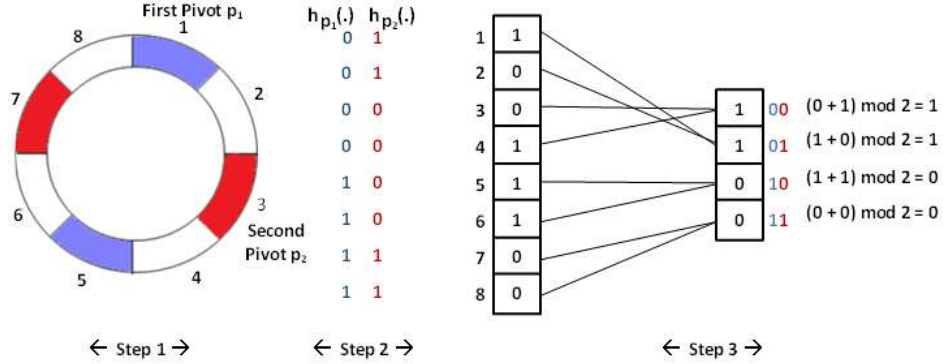 First Pivot p1
8
1
7
2
6
3
Second
Pivot p2
5
4
hp1(.) hp2(.)
0 1
0 1
0 0
0 0
1 0
1 0
1 1
1 1
1 1
2 0
3 0
4 1
5 1
6 1
7 0
8 0
1 00 (0 + 1) mod 2 = 1
1 01 (1 + 0) mod 2 = 1
0 10 (1 + 1) mod 2 = 0
0 11 (0 + 0) mod 2 = 0
← Step 1 → ← Step 2 → ← Step 3 →